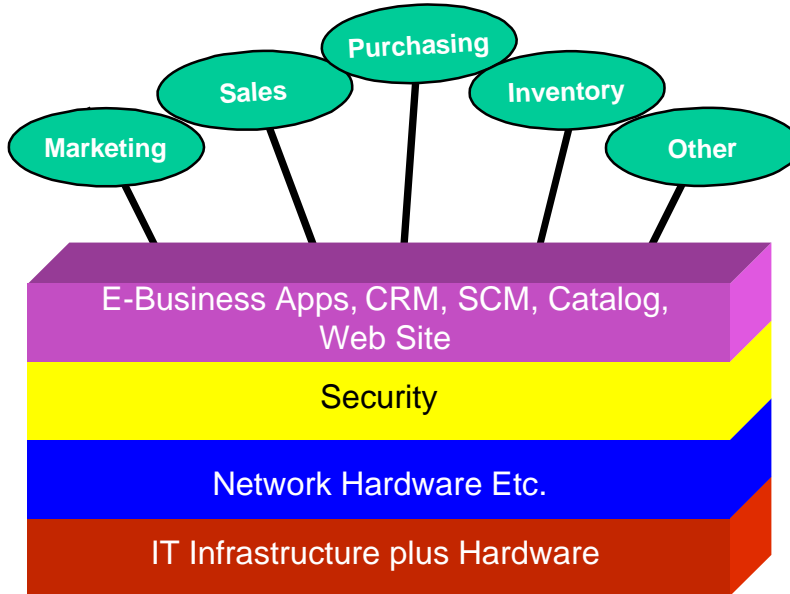 Purchasing
Sales
Inventory
Marketing
Other
E-Business Apps, CRM, SCM, Catalog,
Web Site
Security
Network Hardware Etc.
IT Infrastructure plus Hardware